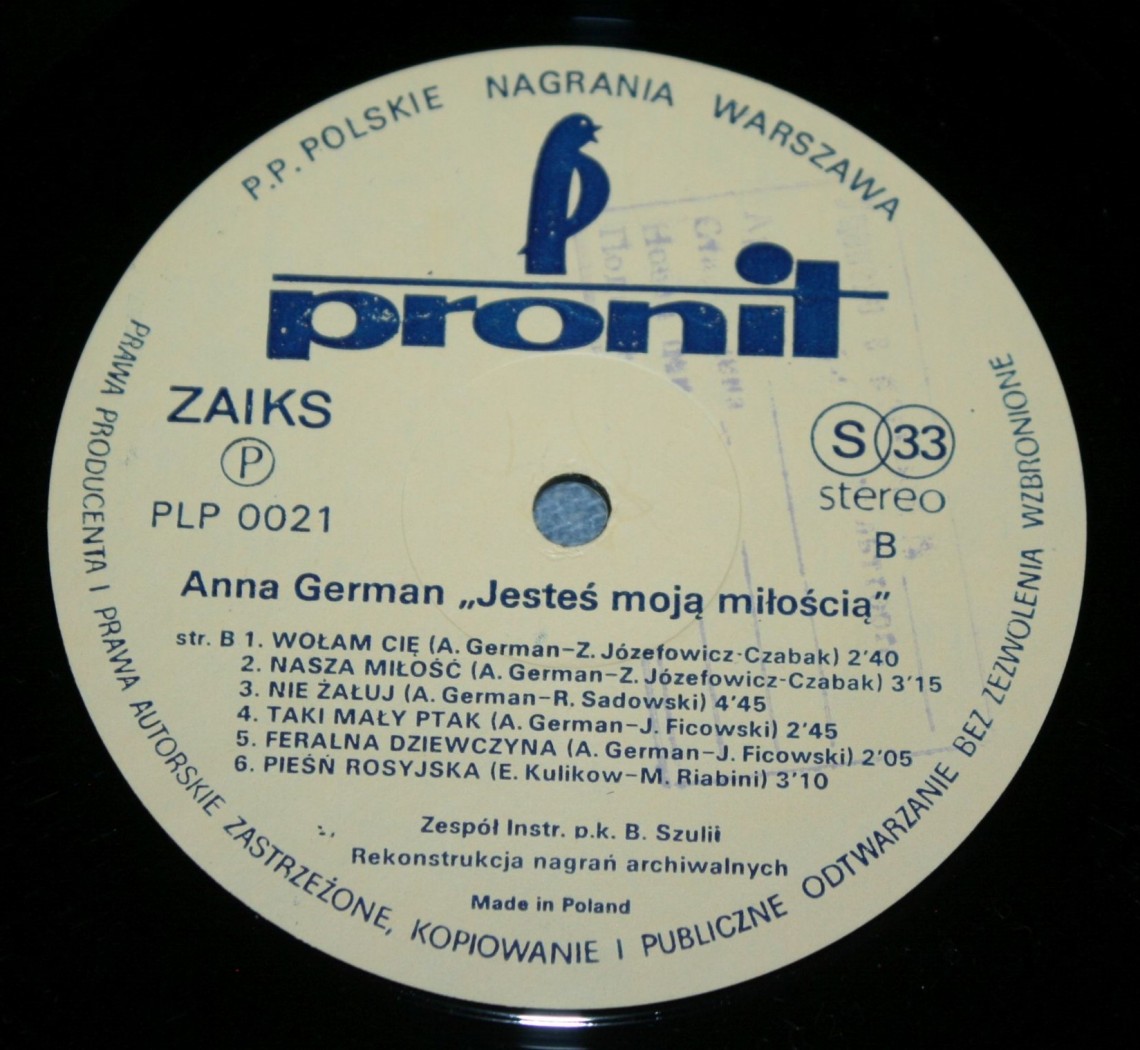 P.P. POLSKIE NAGRANIA WARSZAWA
pronit
ZAIKS
P
PLP 0021
S 33
stereo
B
Anna German „Jesteś moją miłością”
str. B 1. WOŁAM CIĘ (A. German–Z. Józefowicz-Czabak) 2'40
2. NASZA MIŁOŚĆ (A. German–Z. Józefowicz-Czabak) 3'15
3. NIE ŻAŁUJ (A. German–R. Sadowski) 4'45
4. TAKI MAŁY PTAK (A. German–J. Ficowski) 2'45
5. FERALNA DZIEWCZYNA (A. German–J. Ficowski) 2'05
6. PIEŚŃ ROSYJSKA (E. Kulikow–M. Riabini) 3'10
Zespół Instr. p.k. B. Szulii
Rekonstrukcja nagrań archiwalnych
Made in Poland
PRAWA PRODUCENTA I PRAWA AUTORSKIE ZASTRZEŻONE, KOPIOWANIE I PUBLICZNE ODTWARZANIE BEZ ZEZWOLENIA WZBRONIONE